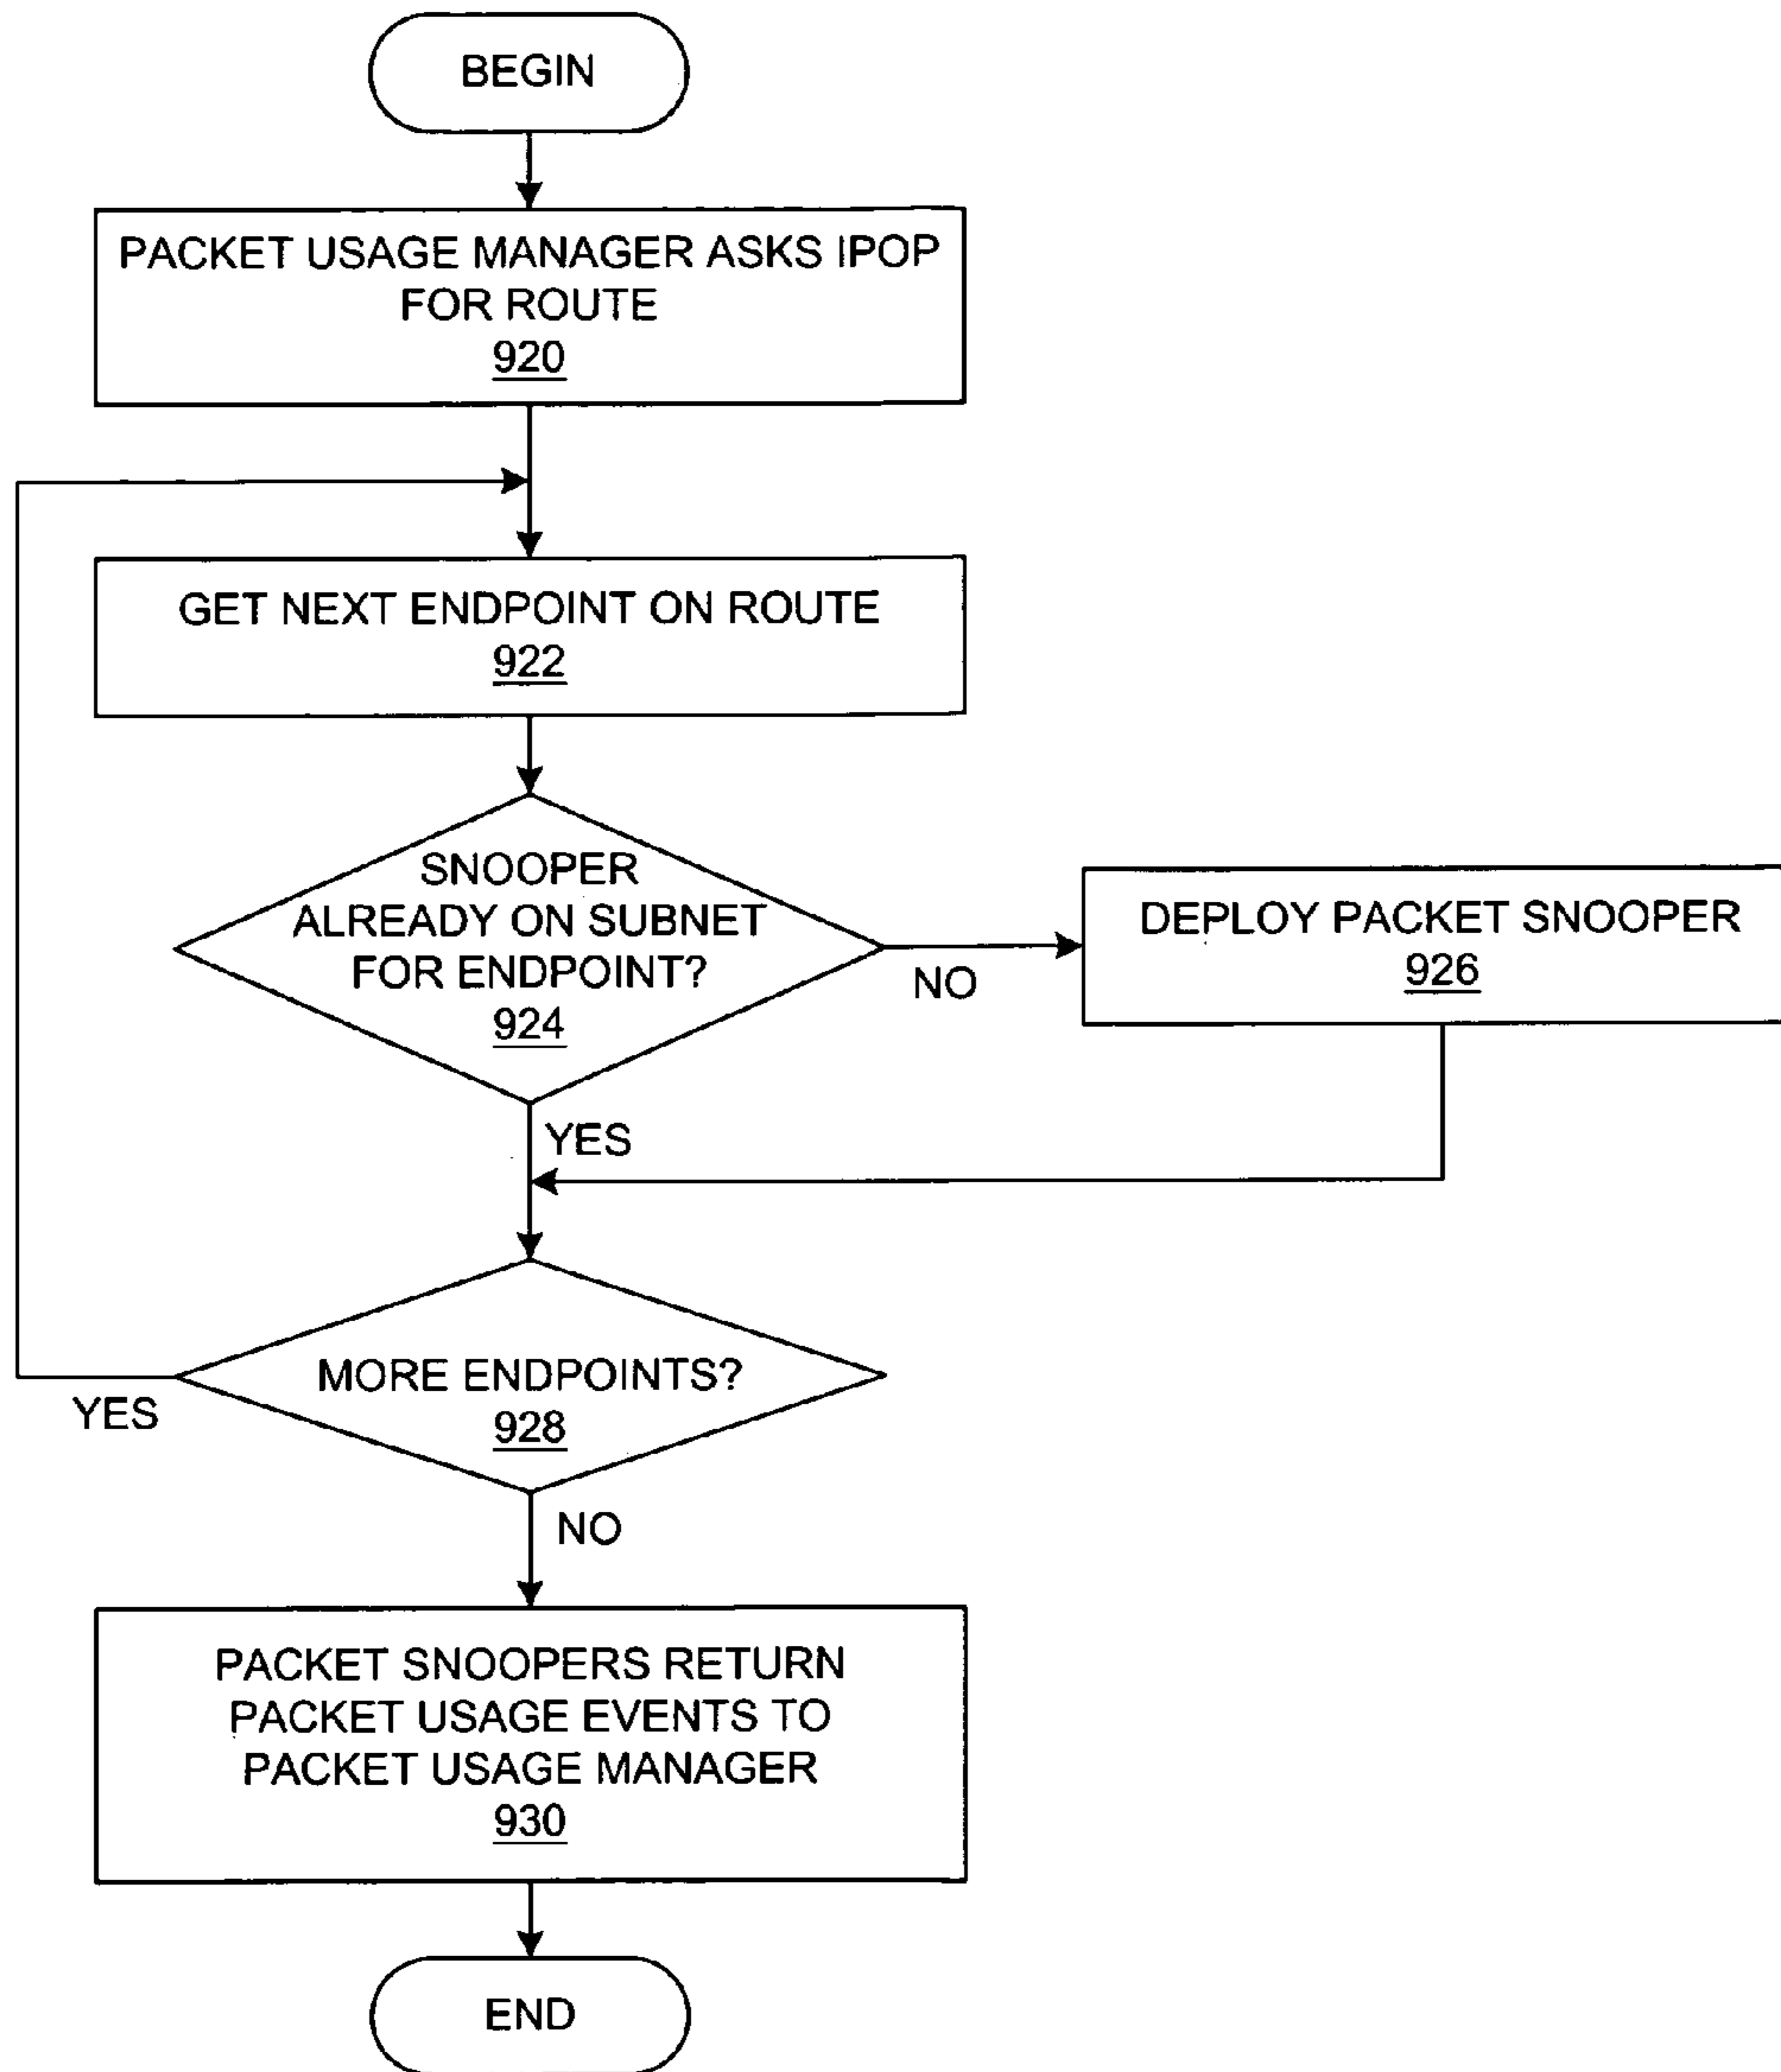 BEGIN
PACKET USAGE MANAGER ASKS IPOP
FOR ROUTE
920
GET NEXT ENDPOINT ON ROUTE
922
SNOOPER
ALREADY ON SUBNET
FOR ENDPOINT?
924
NO
DEPLOY PACKET SNOOPER
926
YES
MORE ENDPOINTS?
928
YES
NO
PACKET SNOOPERS RETURN
PACKET USAGE EVENTS TO
PACKET USAGE MANAGER
930
END